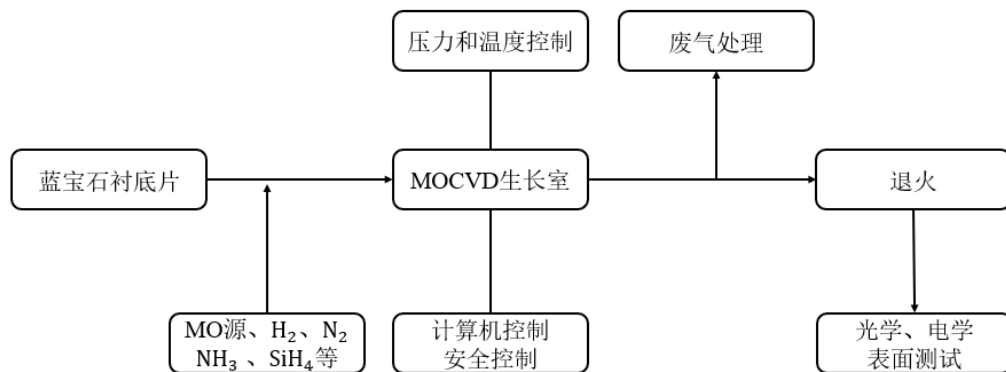 压力和温度控制
废气处理
蓝宝石衬底片
MOCVD生长室
退火
MO源、H₂、N₂
NH₃、SiH₄等
计算机控制
安全控制
光学、电学
表面测试